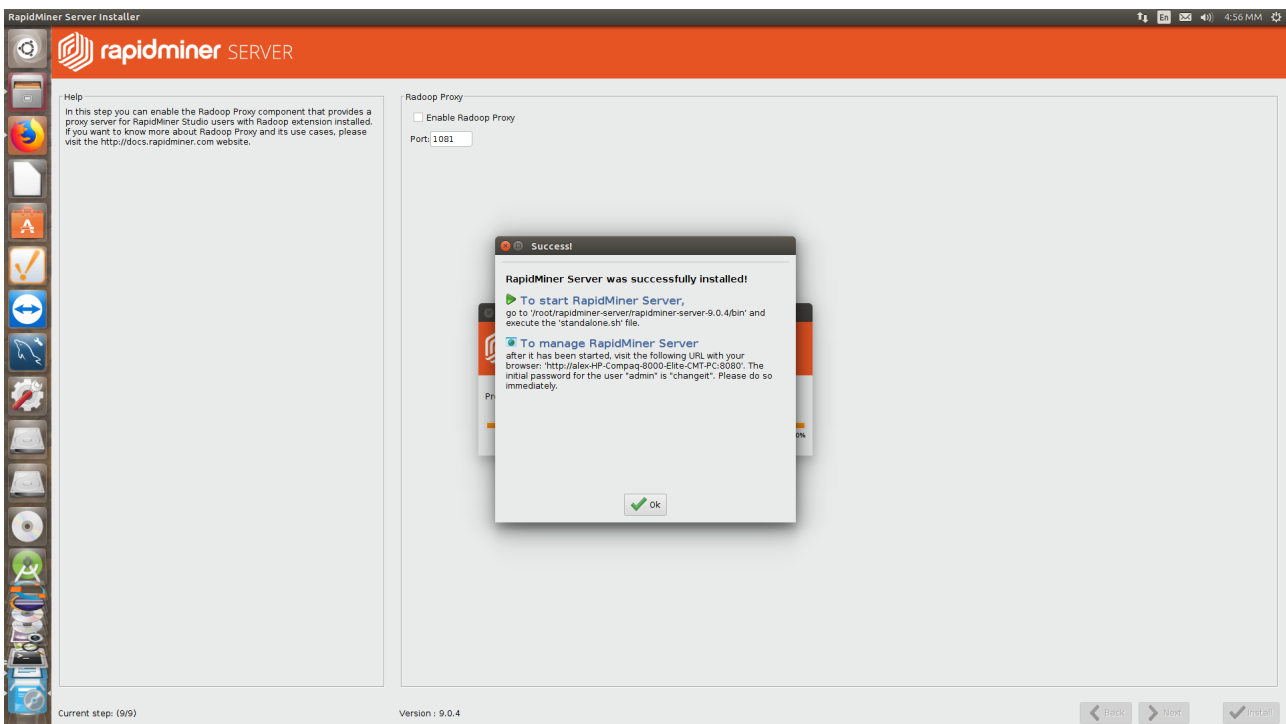 RapidMiner Server Installer
En
4:56 ΜΜ
rapidminer SERVER
Help
In this step you can enable the Radoop Proxy component that provides a
proxy server for RapidMiner Studio users with Radoop extension installed.
If you want to know more about Radoop Proxy and its use cases, please
visit the http://docs.rapidminer.com website.
Radoop Proxy
Enable Radoop Proxy
Port: 1081
Success!
RapidMiner Server was successfully installed!
To start RapidMiner Server,
go to '/root/rapidminer-server/rapidminer-server-9.0.4/bin' and
execute the 'standalone.sh' file.
To manage RapidMiner Server
after it has been started, visit the following URL with your
browser: 'http://alex-HP-Compaq-8000-Elite-CMT-PC:8080'. The
initial password for the user "admin" is "changeit". Please do so
immediately.
Pr
0%
Ok
Current step: (9/9)
Version : 9.0.4
Back
Next
Install